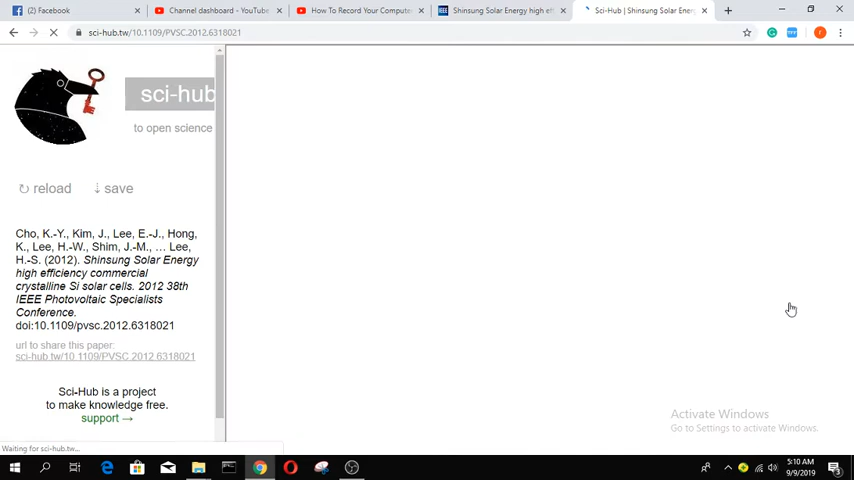 (2) Facebook
Channel dashboard - YouTube
How To Record Your Compute
Shinsung Solar Energy high ef
Sci-Hub | Shinsung Solar Ener
sci-hub.tw/10.1109/PVSC.2012.6318021
sci-hub
to open science
reload
save
Cho, K.-Y., Kim, J., Lee, E.-J., Hong,
K., Lee, H.-W., Shim, J.-M., … Lee,
H.-S. (2012). Shinsung Solar Energy
high efficiency commercial
crystalline Si solar cells. 2012 38th
IEEE Photovoltaic Specialists
Conference.
doi:10.1109/pvsc.2012.6318021
url to share this paper:
sci-hub.tw/10.1109/PVSC.2012.6318021
Sci-Hub is a project
to make knowledge free.
support →
Activate Windows
Go to Settings to activate Windows.
Waiting for sci-hub.tw...
5:10 AM
9/9/2019